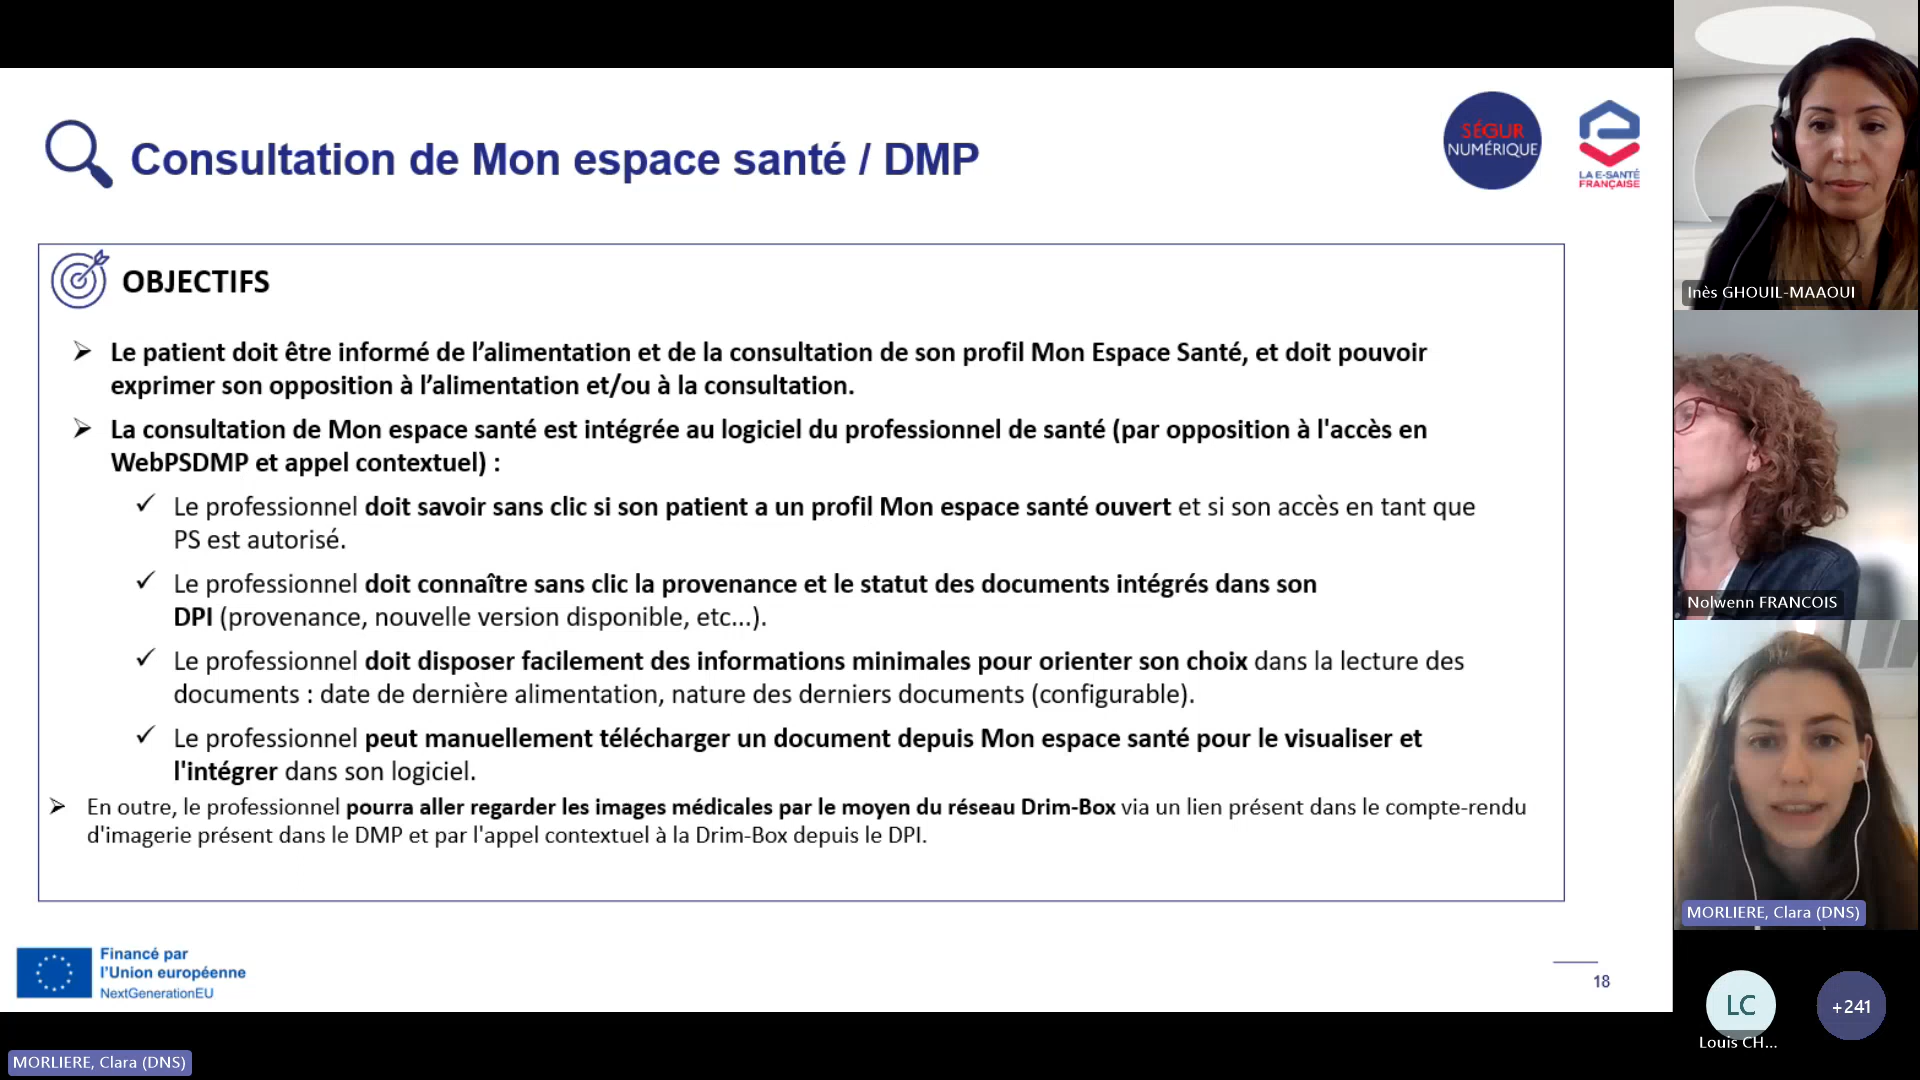 Consultation de Mon espace santé / DMP
SÉGUR
NUMÉRIQUE
LA E-SANTÉ
FRANÇAISE
OBJECTIFS
➢ Le patient doit être informé de l’alimentation et de la consultation de son profil Mon Espace Santé, et doit pouvoir
exprimer son opposition à l’alimentation et/ou à la consultation.
➢ La consultation de Mon espace santé est intégrée au logiciel du professionnel de santé (par opposition à l'accès en
WebPSDMP et appel contextuel) :
✓ Le professionnel doit savoir sans clic si son patient a un profil Mon espace santé ouvert et si son accès en tant que
PS est autorisé.
✓ Le professionnel doit connaître sans clic la provenance et le statut des documents intégrés dans son
DPI (provenance, nouvelle version disponible, etc...).
✓ Le professionnel doit disposer facilement des informations minimales pour orienter son choix dans la lecture des
documents : date de dernière alimentation, nature des derniers documents (configurable).
✓ Le professionnel peut manuellement télécharger un document depuis Mon espace santé pour le visualiser et
l'intégrer dans son logiciel.
➢ En outre, le professionnel pourra aller regarder les images médicales par le moyen du réseau Drim-Box via un lien présent dans le compte-rendu
d'imagerie présent dans le DMP et par l'appel contextuel à la Drim-Box depuis le DPI.
Financé par
l’Union européenne
NextGenerationEU
18
MORLIERE, Clara (DNS)
Inès GHOUIL-MAAOUI
Nolwenn FRANCOIS
MORLIERE, Clara (DNS)
LC
+241
Louis CH...